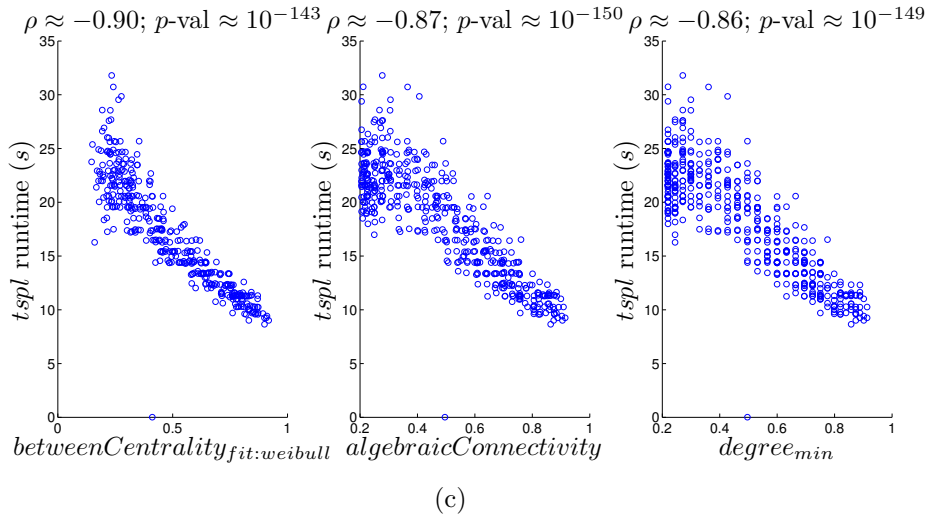 ρ ≈ −0.90; p-val ≈ 10^−143 ρ ≈ −0.87; p-val ≈ 10^−150 ρ ≈ −0.86; p-val ≈ 10^−149
35 35 35
30 30 30
25 25 25
20 20 20
15 15 15
10 10 10
5 5 5
0 0 0
tspl runtime (s) tspl runtime (s) tspl runtime (s)
0 0.5 1 0.2 0.4 0.6 0.8 1 0.2 0.4 0.6 0.8 1
betweenCentrality_fit:weibull algebraicConnectivity degree_min
(c)